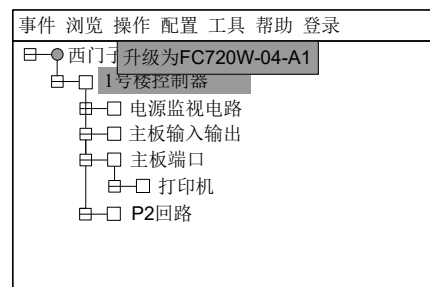 事件 浏览 操作 配置 工具 帮助 登录
西门子
升级为FC720W-04-A1
1号楼控制器
电源监视电路
主板输入输出
主板端口
打印机
P2回路